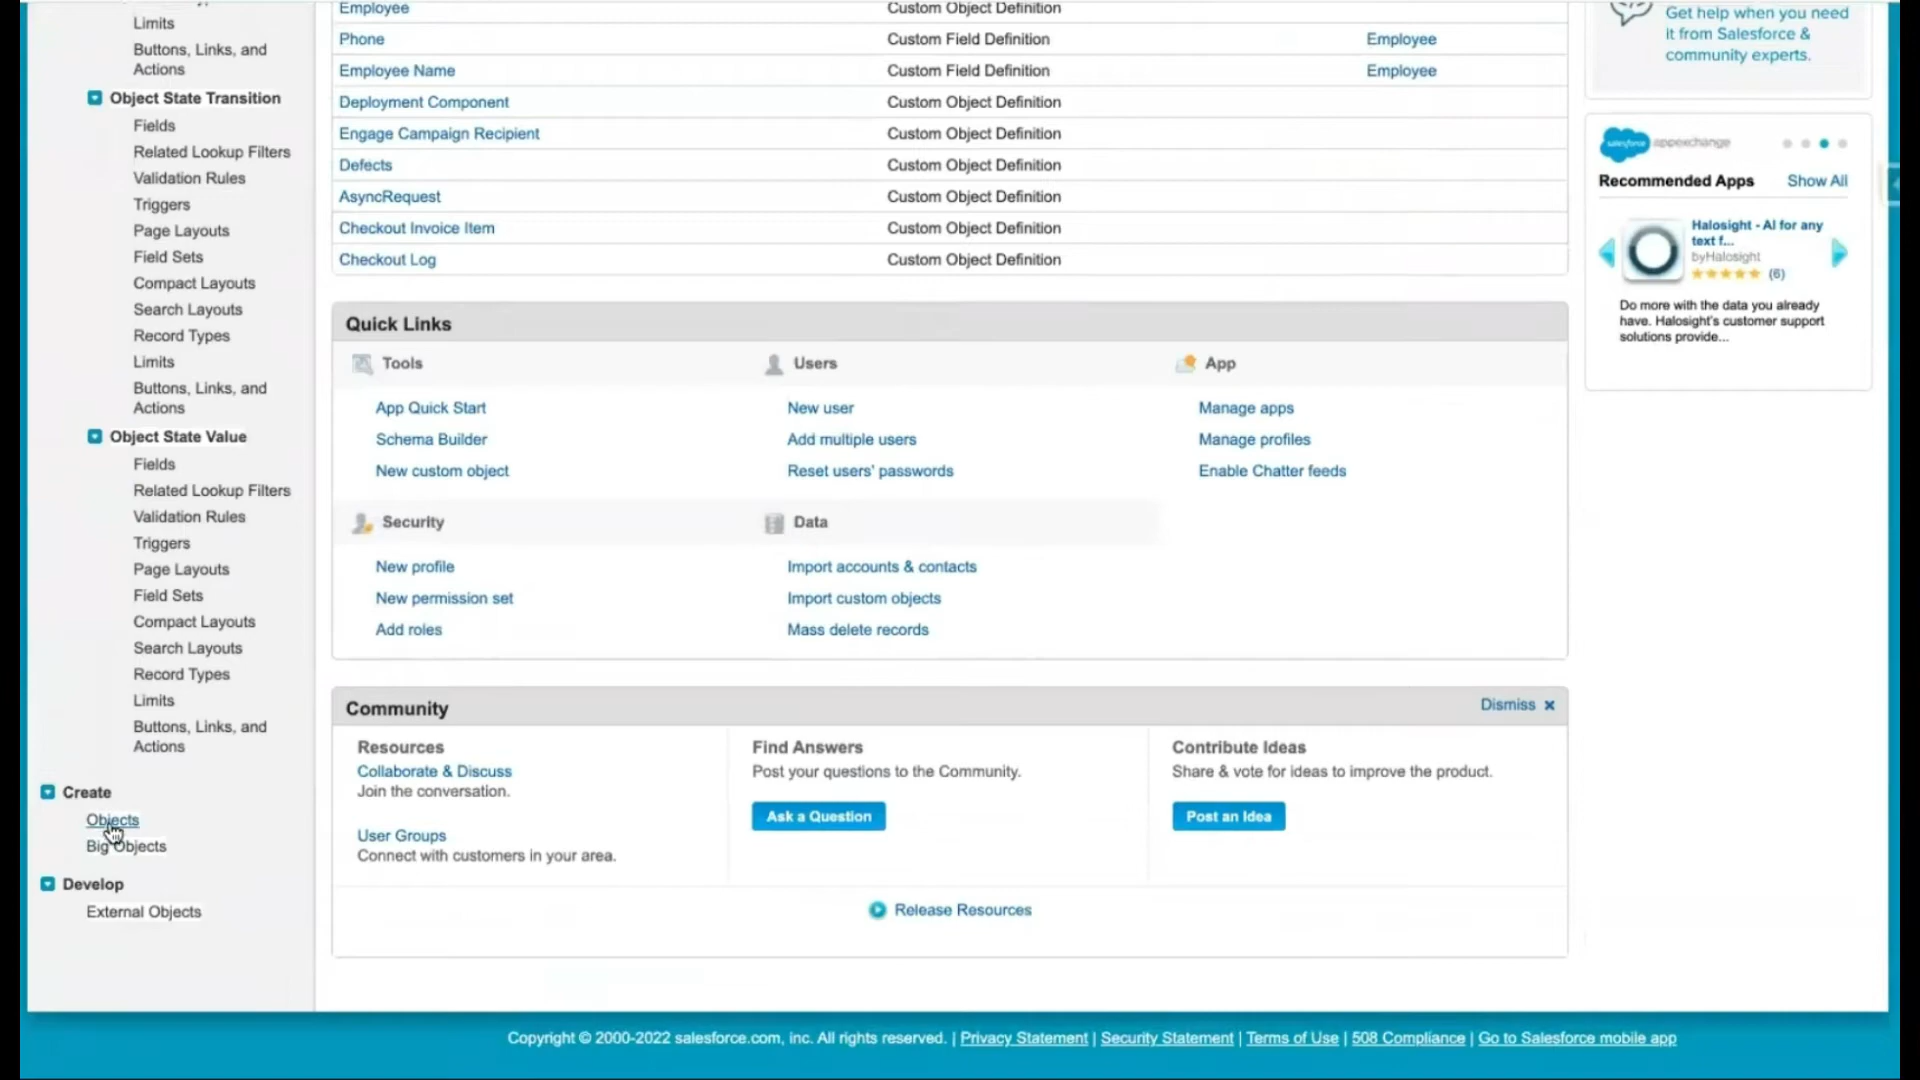 Limits
Buttons, Links, and
Actions
Object State Transition
Fields
Related Lookup Filters
Validation Rules
Triggers
Page Layouts
Field Sets
Compact Layouts
Search Layouts
Record Types
Limits
Buttons, Links, and
Actions
Object State Value
Fields
Related Lookup Filters
Validation Rules
Triggers
Page Layouts
Field Sets
Compact Layouts
Search Layouts
Record Types
Limits
Buttons, Links, and
Actions
Create
Objects
Big Objects
Develop
External Objects
Employee Custom Object Definition
Phone Custom Field Definition Employee
Employee Name Custom Field Definition Employee
Deployment Component Custom Object Definition
Engage Campaign Recipient Custom Object Definition
Defects Custom Object Definition
AsyncRequest Custom Object Definition
Checkout Invoice Item Custom Object Definition
Checkout Log Custom Object Definition
Quick Links
Tools
App Quick Start
Schema Builder
New custom object
Users
New user
Add multiple users
Reset users' passwords
App
Manage apps
Manage profiles
Enable Chatter feeds
Security
New profile
New permission set
Add roles
Data
Import accounts & contacts
Import custom objects
Mass delete records
Community Dismiss
Resources
Collaborate & Discuss
Join the conversation.
User Groups
Connect with customers in your area.
Find Answers
Post your questions to the Community.
Ask a Question
Contribute Ideas
Share & vote for ideas to improve the product.
Post an Idea
Release Resources
Get help when you need
it from Salesforce &
community experts.
salesforce appexchange
Recommended Apps Show All
Halosight - AI for any
text f...
byHalosight
(6)
Do more with the data you already
have. Halosight's customer support
solutions provide...
Copyright © 2000-2022 salesforce.com, inc. All rights reserved. | Privacy Statement | Security Statement | Terms of Use | 508 Compliance | Go to Salesforce mobile app